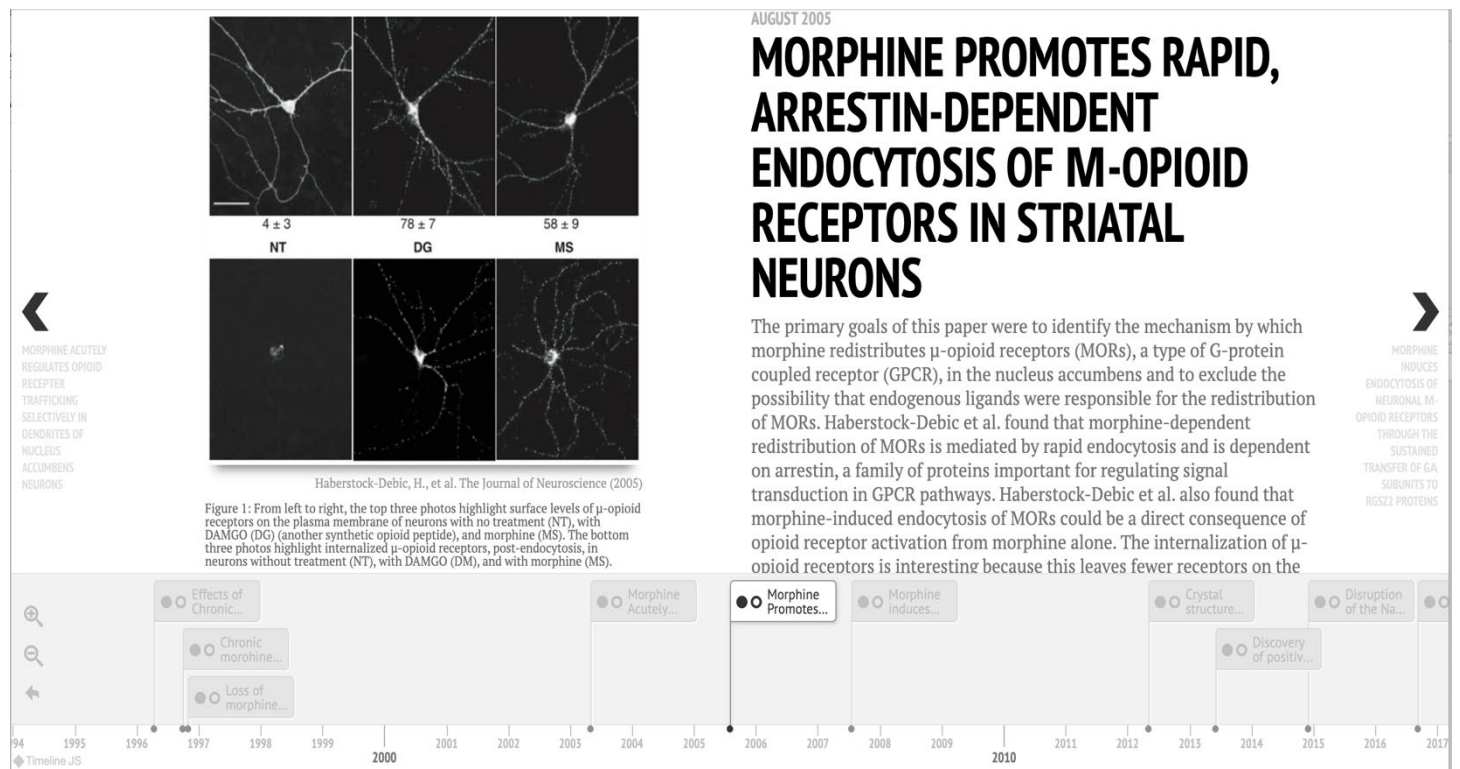 AUGUST 2005
MORPHINE PROMOTES RAPID,
ARRESTIN-DEPENDENT
ENDOCYTOSIS OF M-OPIOID
RECEPTORS IN STRIATAL
NEURONS
The primary goals of this paper were to identify the mechanism by which
morphine redistributes μ-opioid receptors (MORs), a type of G-protein
coupled receptor (GPCR), in the nucleus accumbens and to exclude the
possibility that endogenous ligands were responsible for the redistribution
of MORs. Haberstock-Debic et al. found that morphine-dependent
redistribution of MORs is mediated by rapid endocytosis and is dependent
on arrestin, a family of proteins important for regulating signal
transduction in GPCR pathways. Haberstock-Debic et al. also found that
morphine-induced endocytosis of MORs could be a direct consequence of
opioid receptor activation from morphine alone. The internalization of μ-
opioid receptors is interesting because this leaves fewer receptors on the
4 ± 3 78 ± 7 58 ± 9
NT DG MS
Haberstock-Debic, H., et al. The Journal of Neuroscience (2005)
Figure 1: From left to right, the top three photos highlight surface levels of μ-opioid
receptors on the plasma membrane of neurons with no treatment (NT), with
DAMGO (DG) (another synthetic opioid peptide), and morphine (MS). The bottom
three photos highlight internalized μ-opioid receptors, post-endocytosis, in
neurons without treatment (NT), with DAMGO (DM), and with morphine (MS).
MORPHINE ACUTELY
REGULATES OPIOID
RECEPTER
TRAFFICKING
SELECTIVELY IN
DENDRITES OF
NUCLEUS
ACCUMBENS
NEURONS
MORPHINE
INDUCES
ENDOCYTOSIS OF
NEURONAL M-
OPIOID RECEPTORS
THROUGH THE
SUSTAINED
TRANSFER OF GA
SUBUNITS TO
RGSZ2 PROTEINS
Effects of
Chronic...
Chronic
morohine...
Loss of
morphine...
Morphine
Acutely...
Morphine
Promotes...
Morphine
induces...
Crystal
structure...
Discovery
of positiv...
Disruption
of the Na...
94 1995 1996 1997 1998 1999 2000 2001 2002 2003 2004 2005 2006 2007 2008 2009 2010 2011 2012 2013 2014 2015 2016 2017
Timeline JS